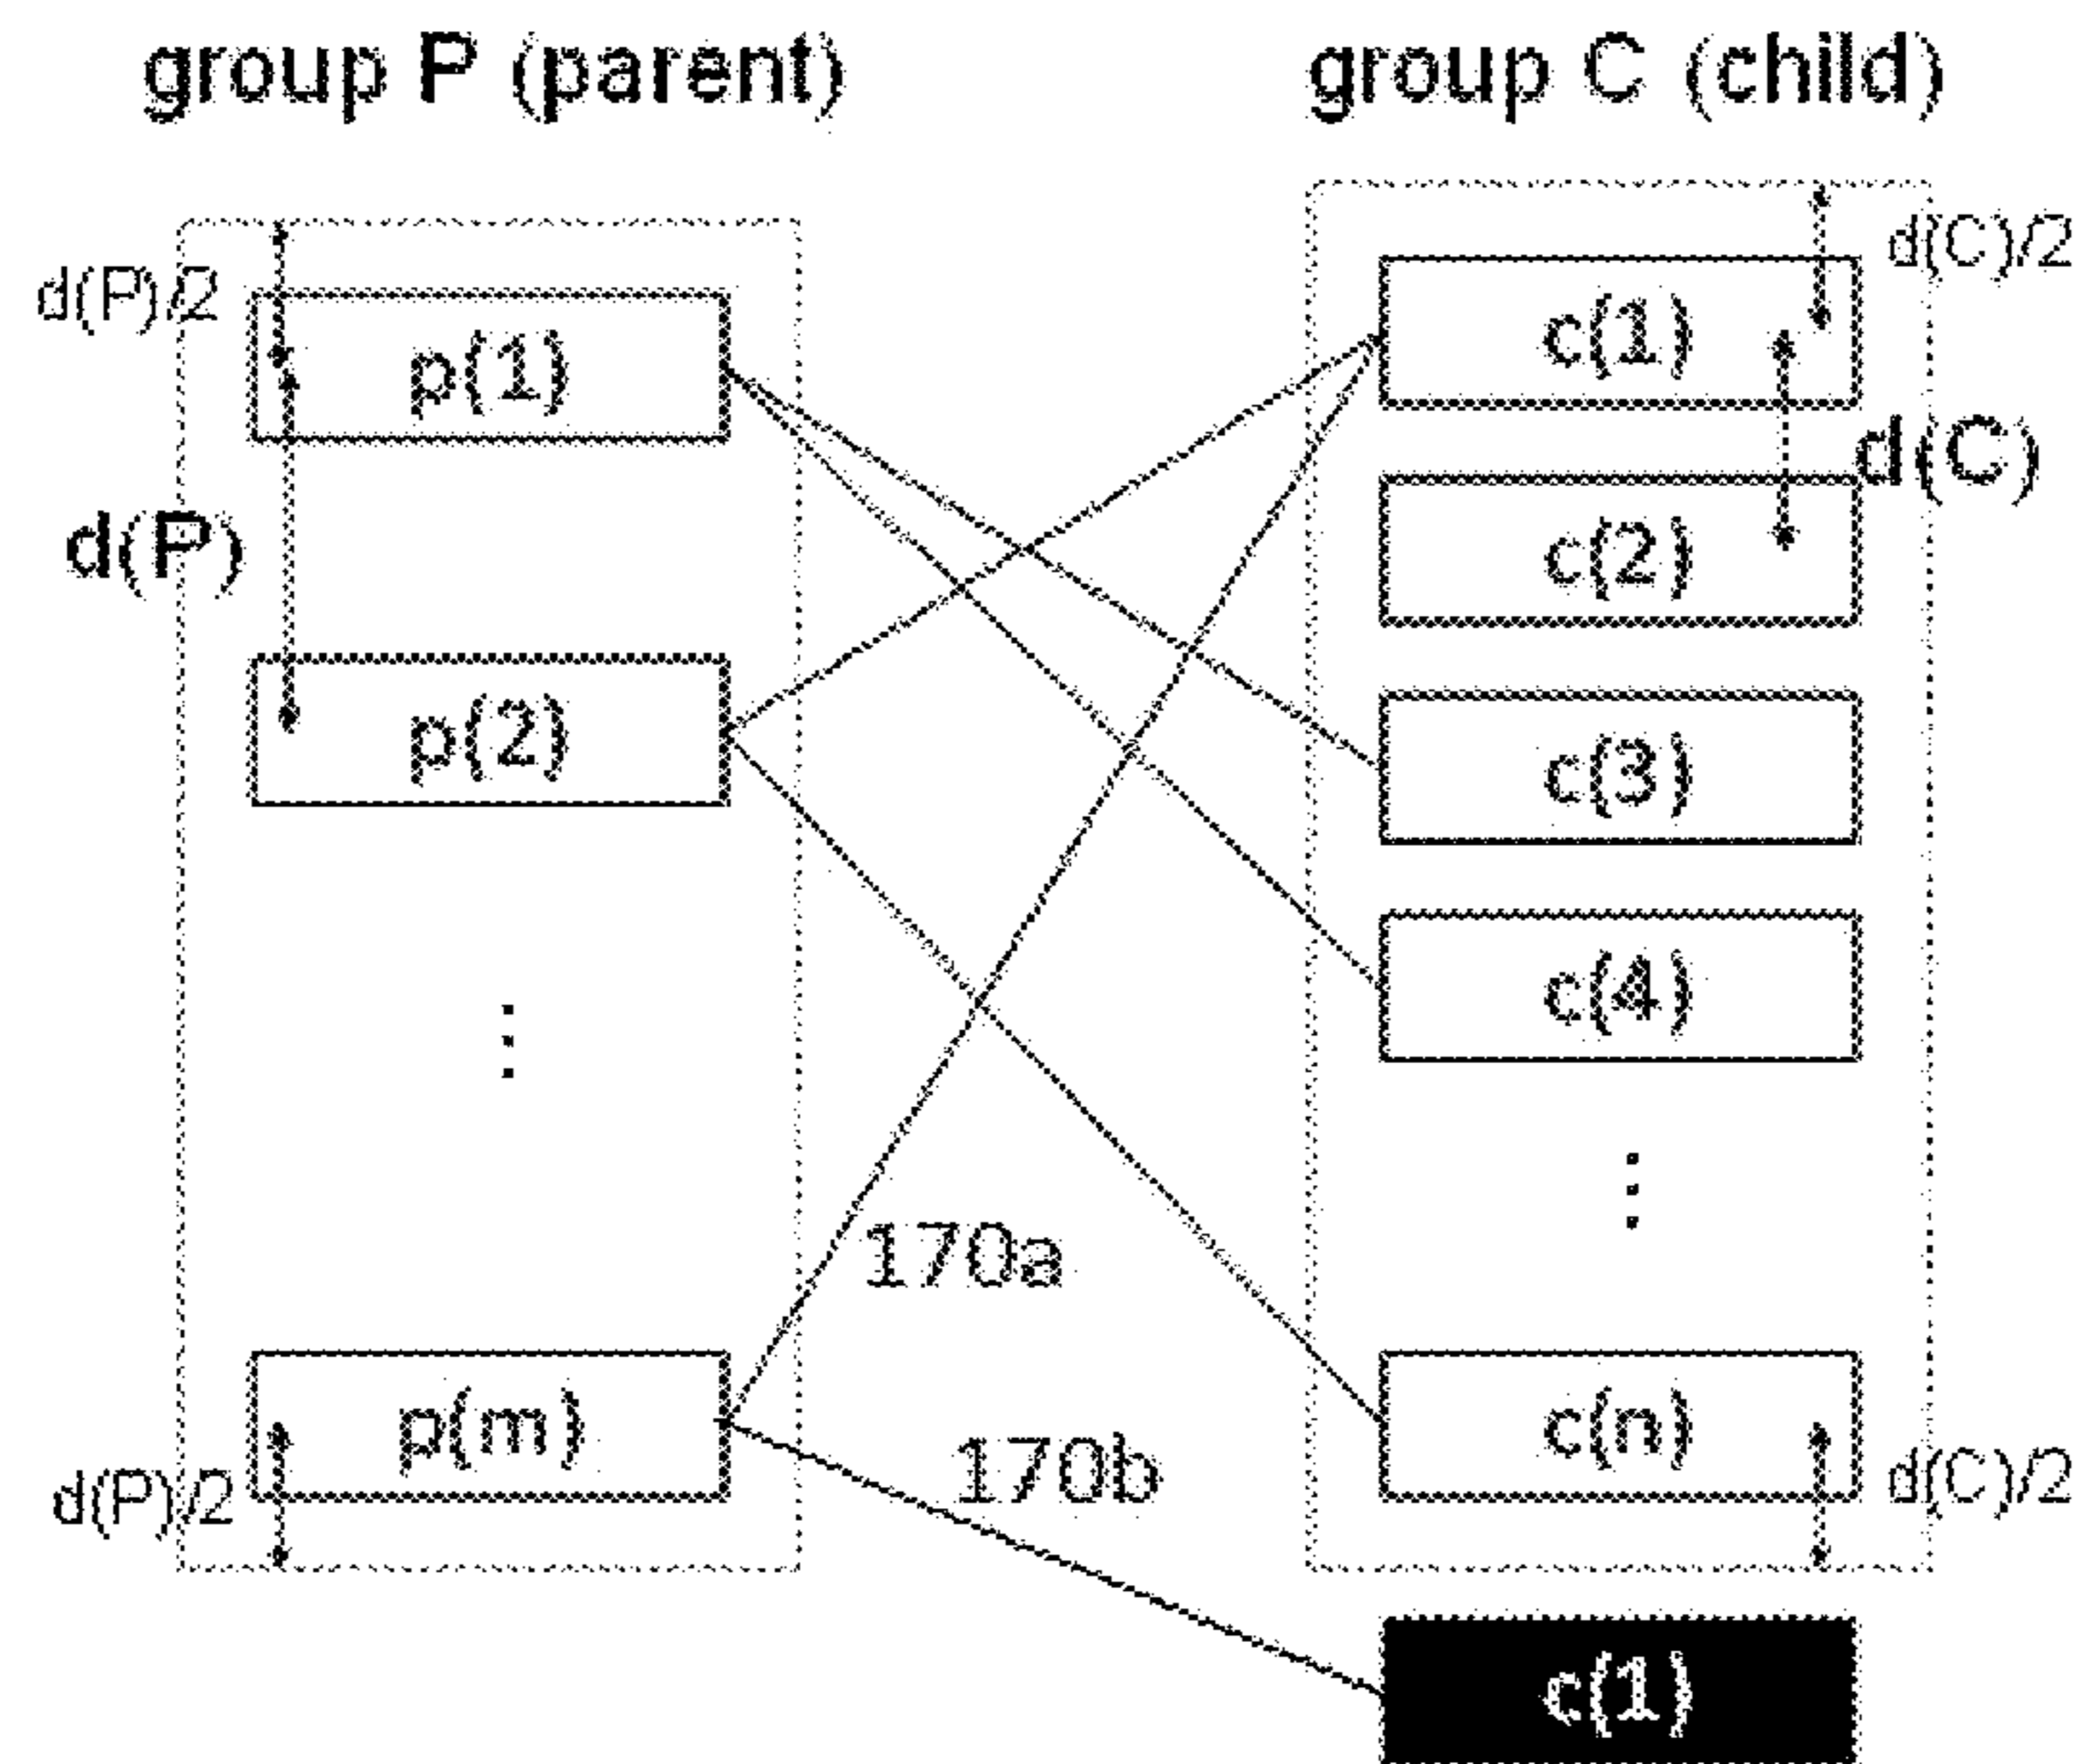 group P (parent)
group C (child)
d(P)/2
p(1)
d(P)
p(2)
⋮
p(m)
d(P)/2
170a
170b
d(C)/2
c(1)
d(C)
c(2)
c(3)
c(4)
⋮
c(n)
d(C)/2
c(1)